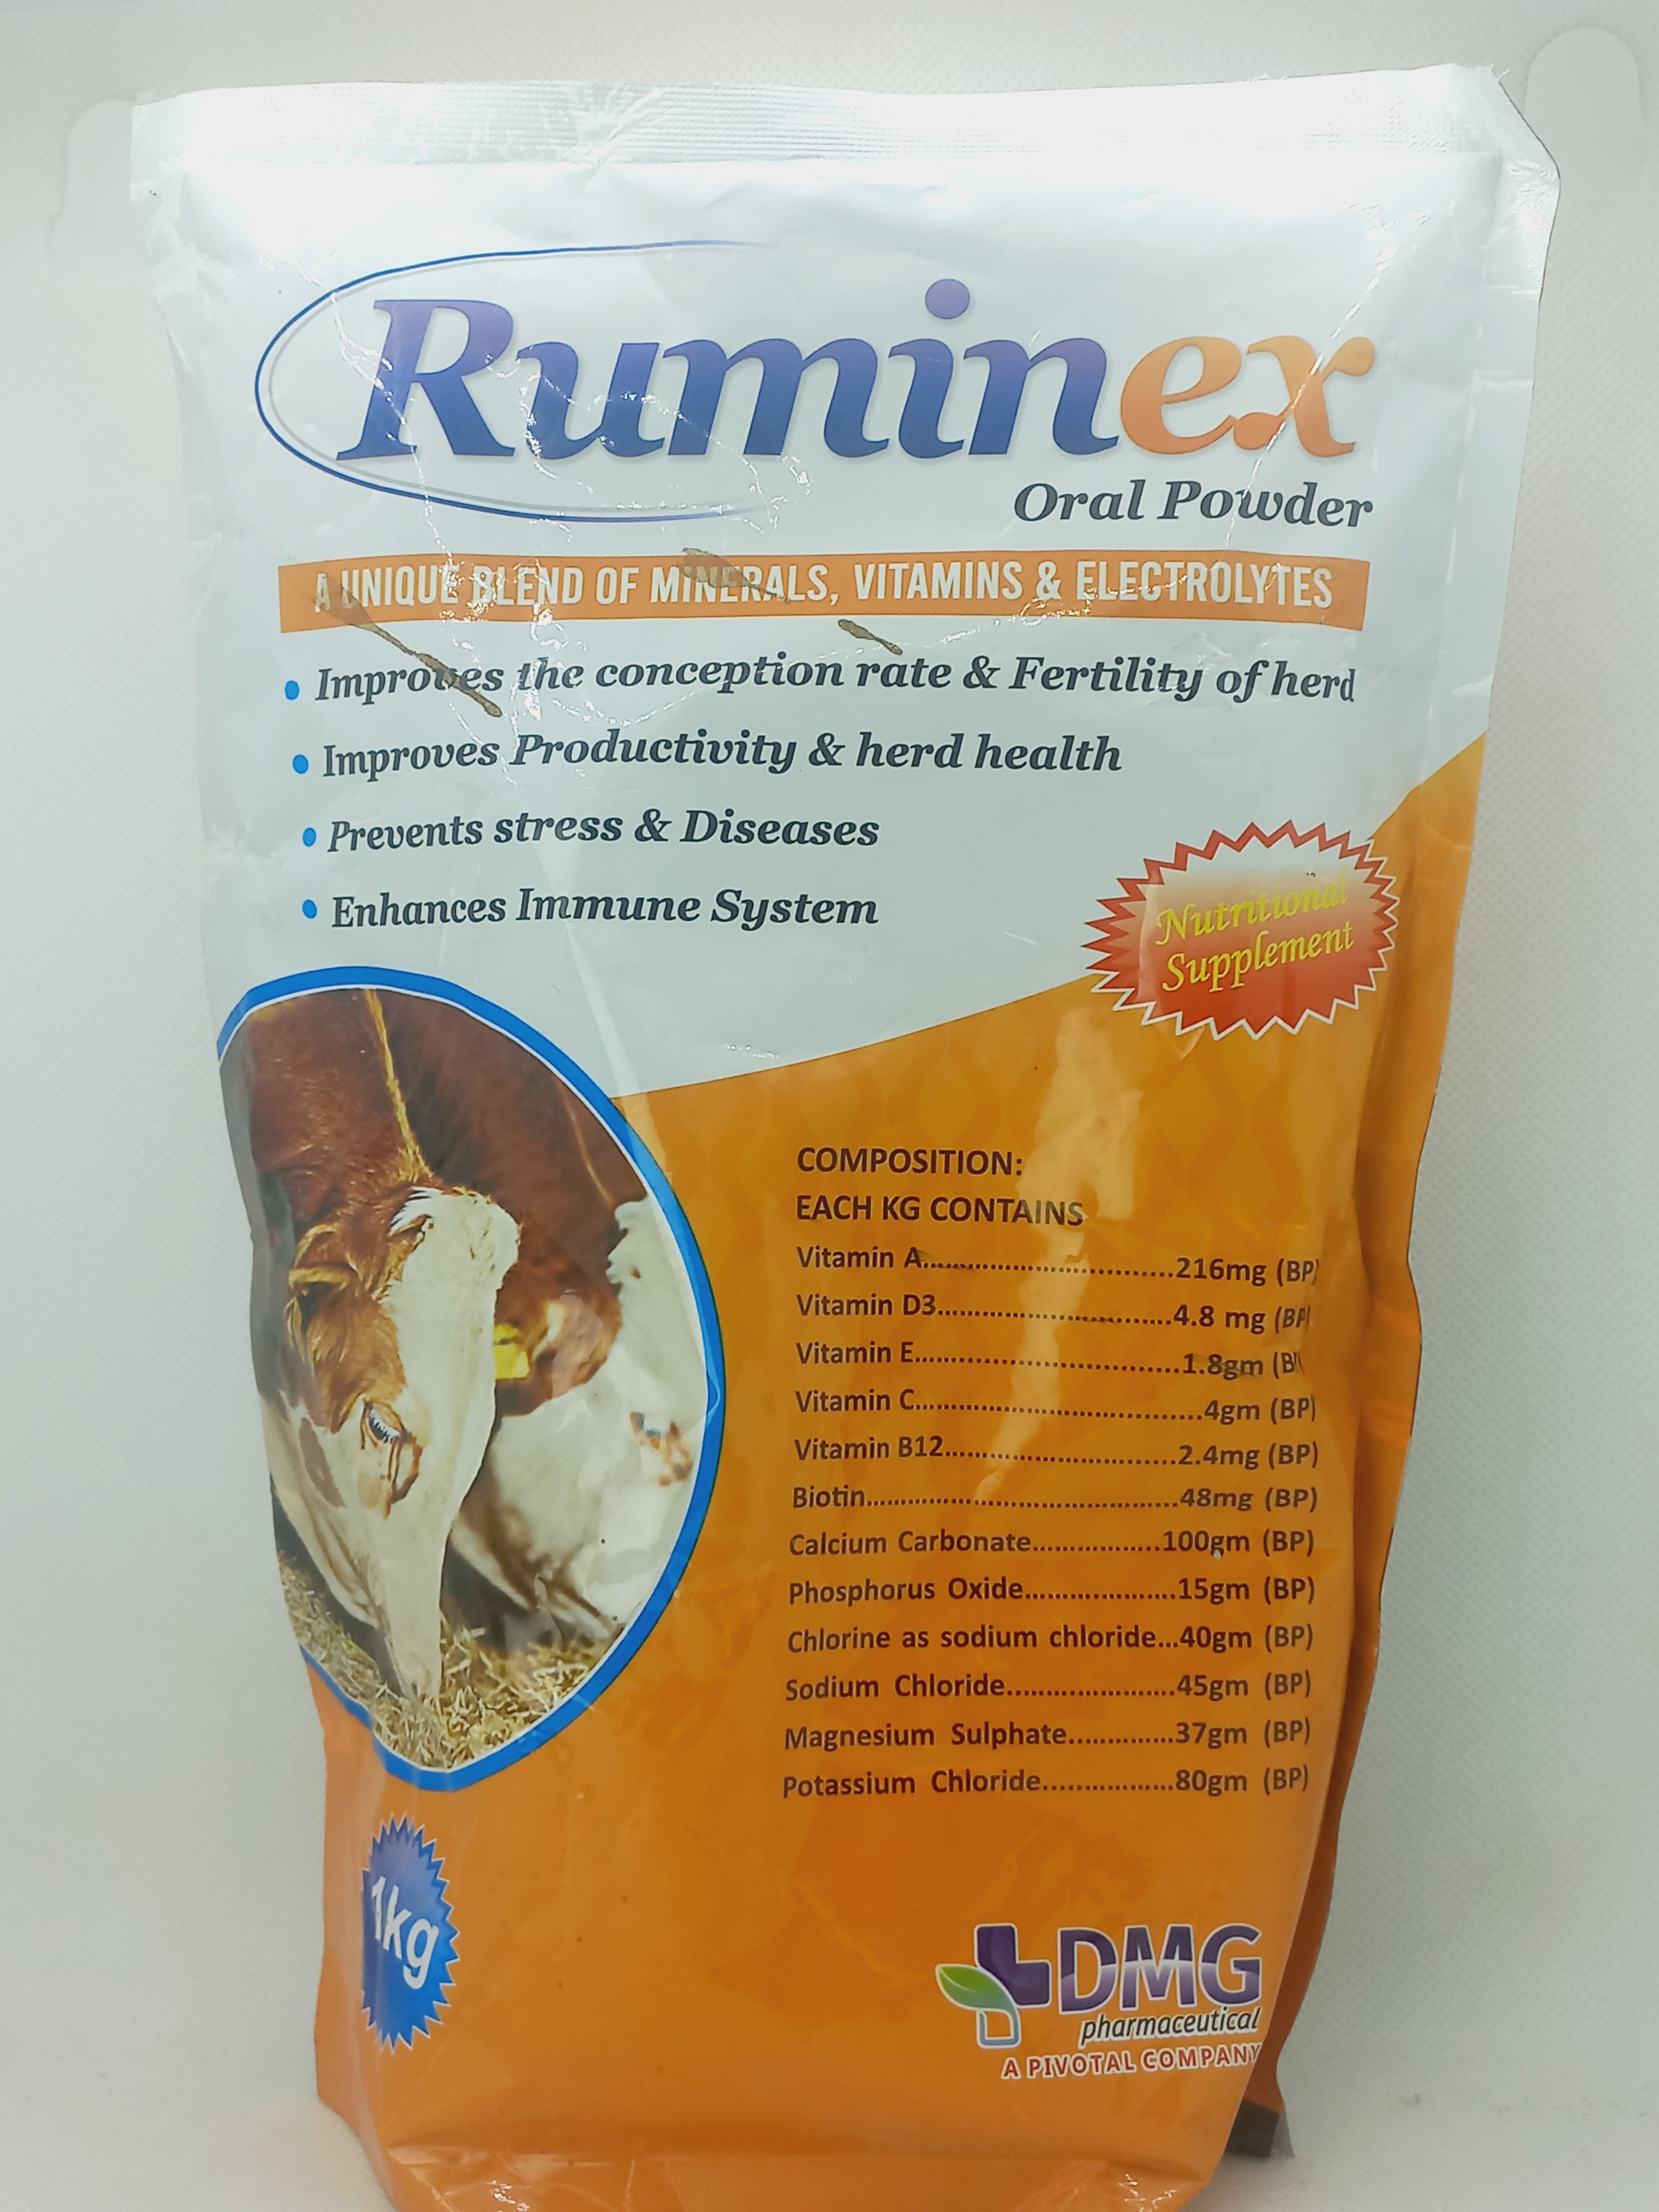 Ruminex
Oral Powder
A UNIQUE BLEND OF MINERALS, VITAMINS & ELECTROLYTES
• Improves the conception rate & Fertility of herd
• Improves Productivity & herd health
• Prevents stress & Diseases
• Enhances Immune System
Nutritional
Supplement
COMPOSITION:
EACH KG CONTAINS
Vitamin A..............................216mg (BP)
Vitamin D3............................4.8 mg (BP)
Vitamin E...............................1.8gm (BP)
Vitamin C.................................4gm (BP)
Vitamin B12...........................2.4mg (BP)
Biotin.....................................48mg (BP)
Calcium Carbonate................100gm (BP)
Phosphorus Oxide...................15gm (BP)
Chlorine as sodium chloride...40gm (BP)
Sodium Chloride.....................45gm (BP)
Magnesium Sulphate.............37gm (BP)
Potassium Chloride................80gm (BP)
1kg
DMG
pharmaceutical
A PIVOTAL COMPANY